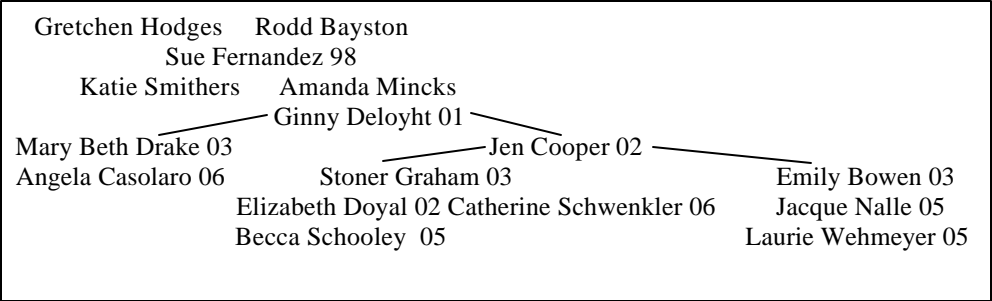 Gretchen Hodges Rodd Bayston
Sue Fernandez 98
Katie Smithers Amanda Mincks
Ginny Deloyht 01
Mary Beth Drake 03 Jen Cooper 02
Angela Casolaro 06 Stoner Graham 03 Emily Bowen 03
Elizabeth Doyal 02 Catherine Schwenkler 06 Jacque Nalle 05
Becca Schooley 05 Laurie Wehmeyer 05